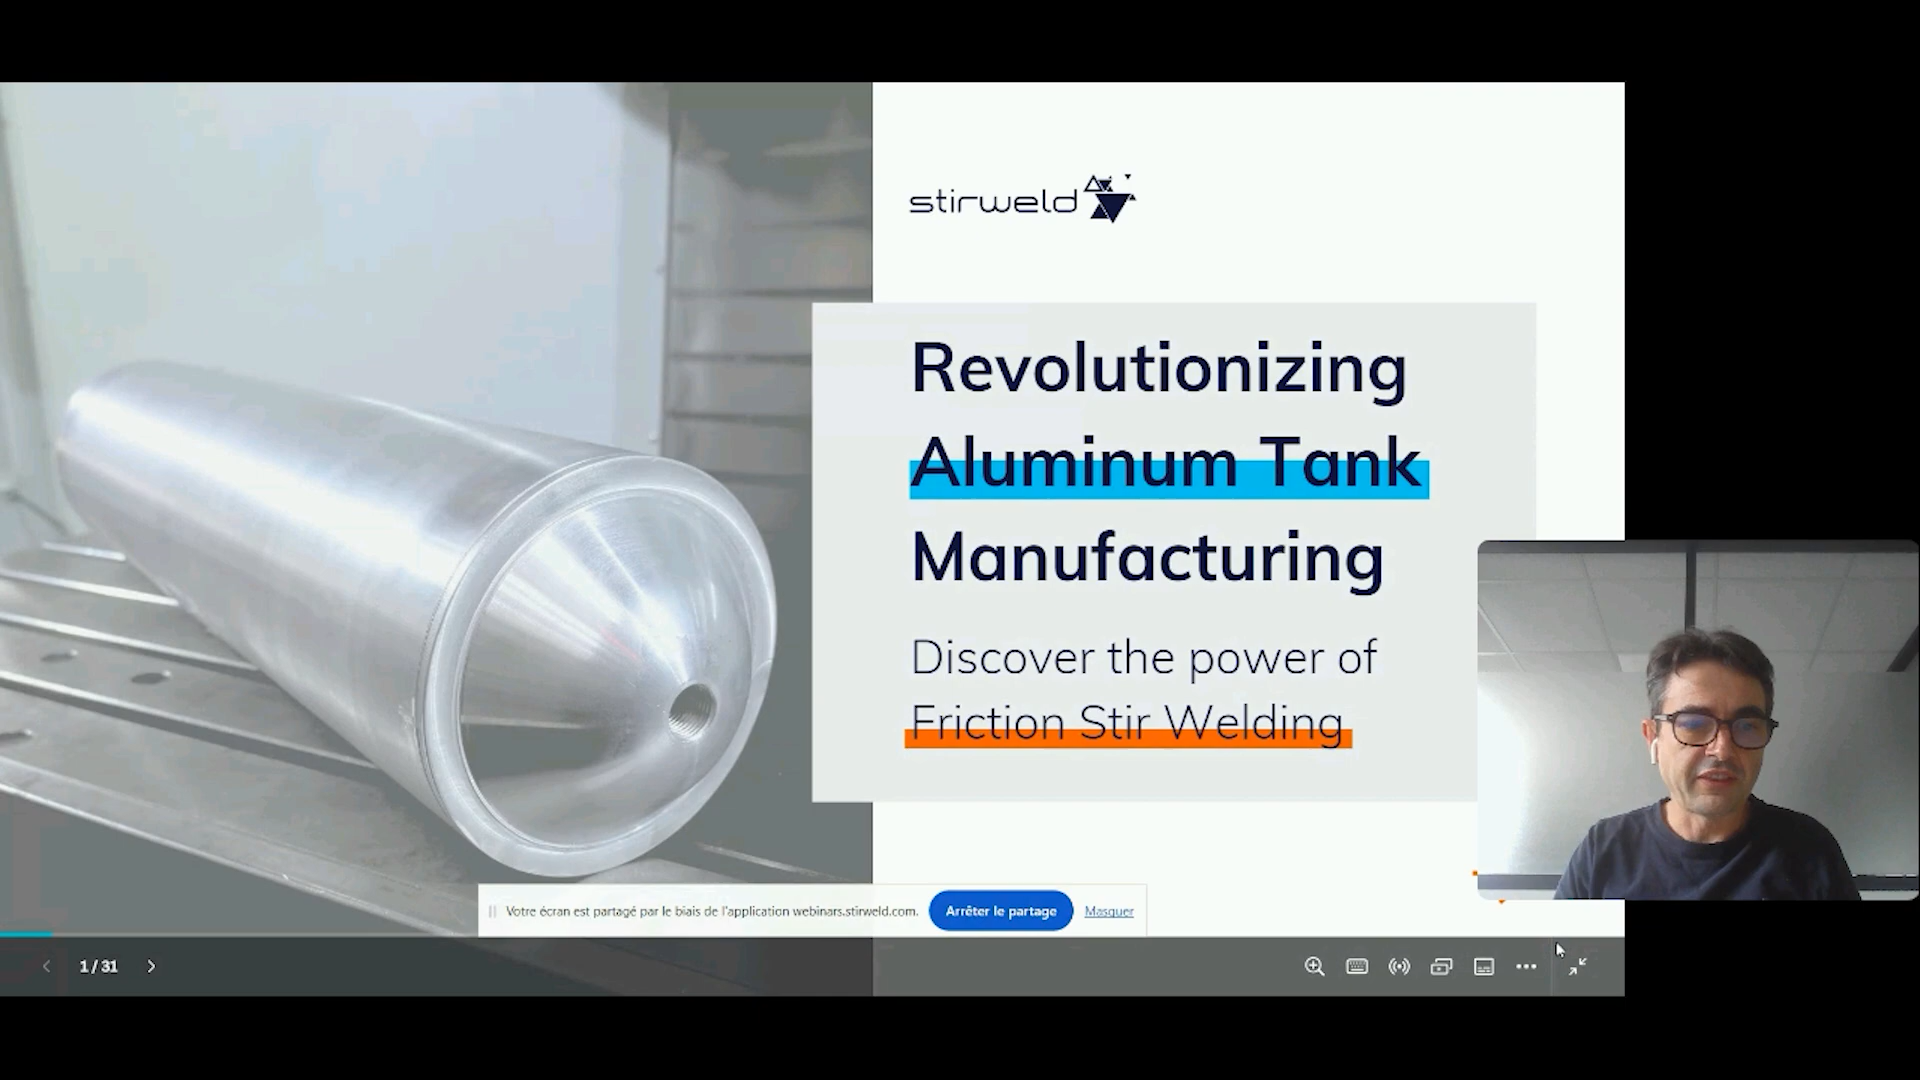 stirweld
Revolutionizing
Aluminum Tank
Manufacturing
Discover the power of
Friction Stir Welding
Votre écran est partagé par le biais de l'application webinars.stirweld.com.
Arrêter le partage
Masquer
1 / 31